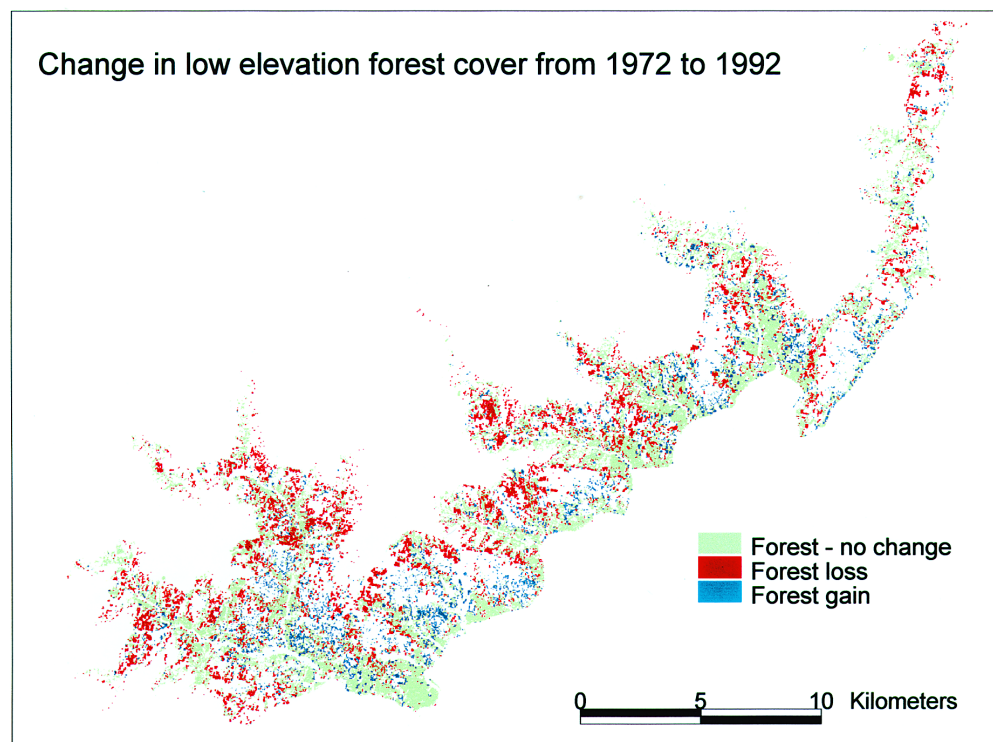 Change in low elevation forest cover from 1972 to 1992
Forest - no change
Forest loss
Forest gain
0 5 10 Kilometers